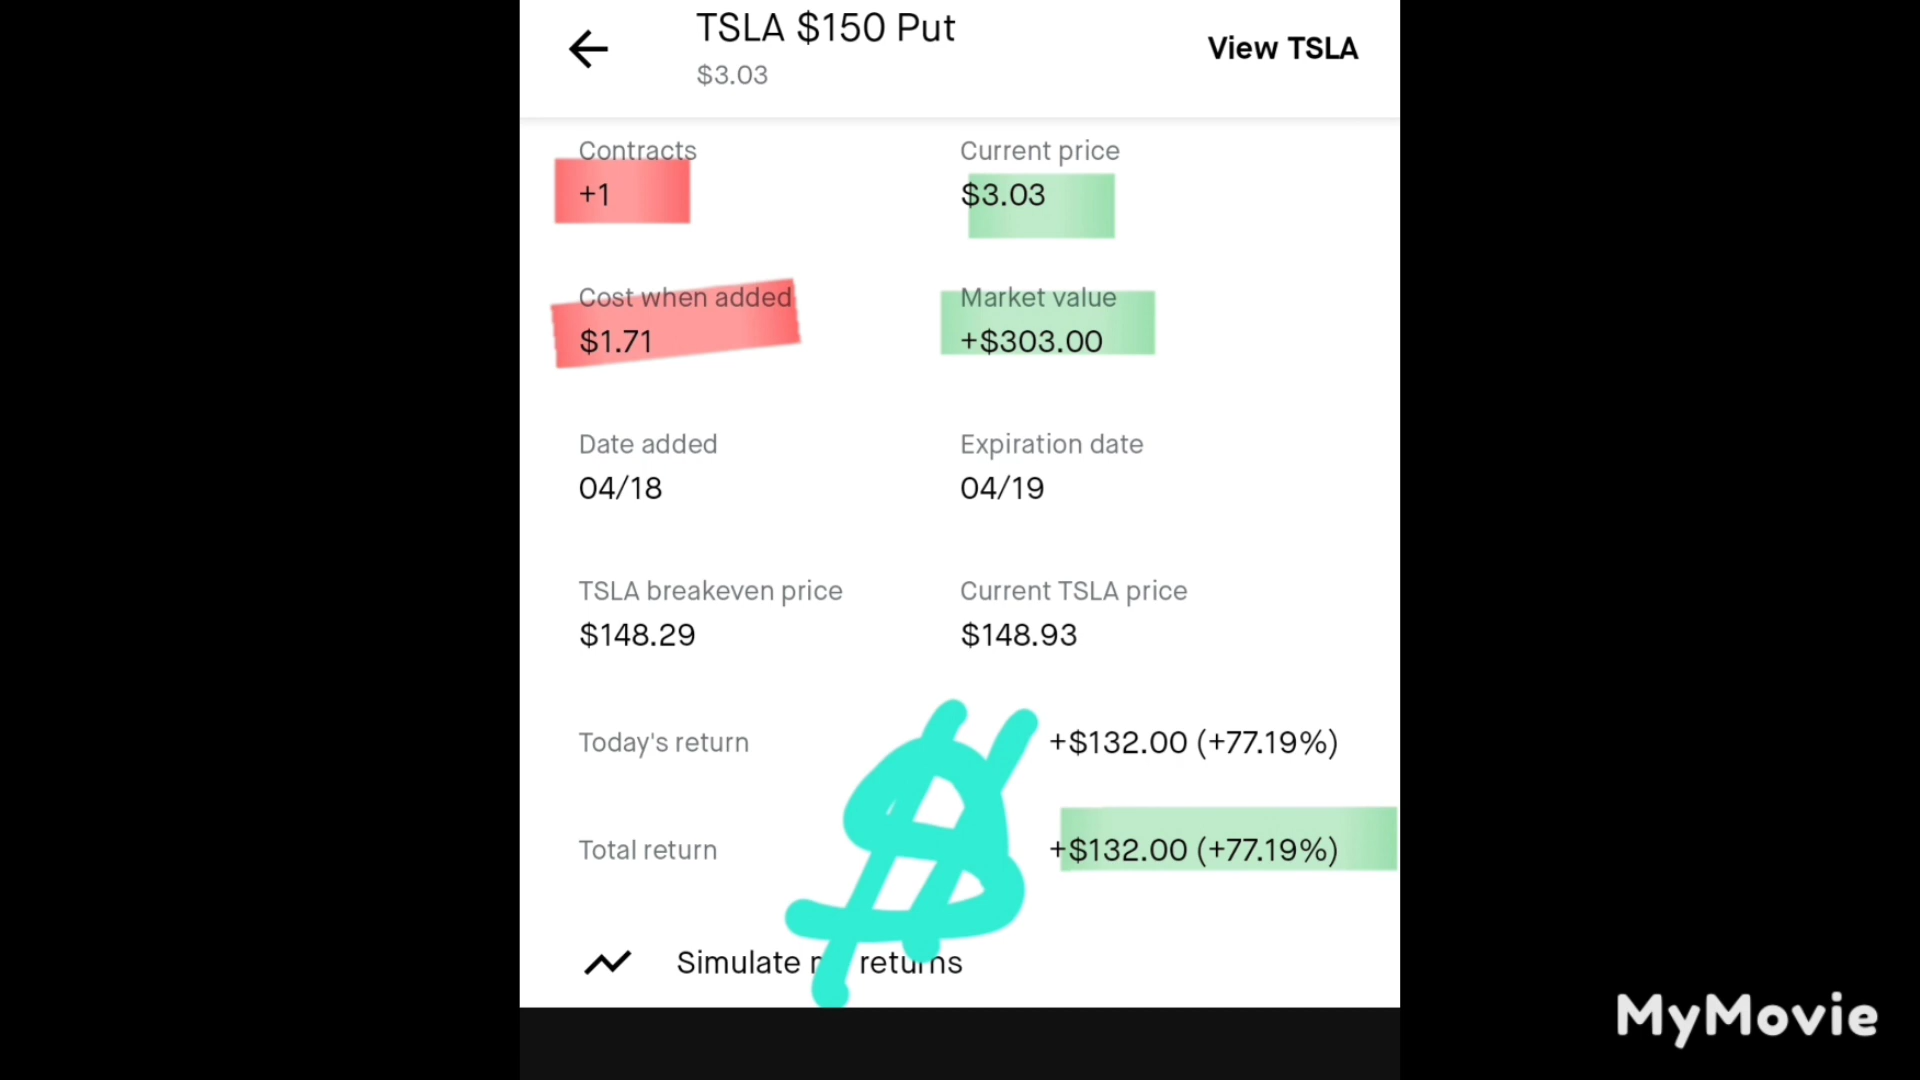 TSLA $150 Put
$3.03
View TSLA
Contracts
+1
Current price
$3.03
Cost when added
$1.71
Market value
+$303.00
Date added
04/18
Expiration date
04/19
TSLA breakeven price
$148.29
Current TSLA price
$148.93
Today's return
+$132.00 (+77.19%)
Total return
+$132.00 (+77.19%)
$
Simulate returns
MyMovie